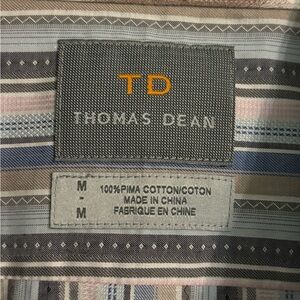 TD
THOMAS DEAN
M
-
M
100% PIMA COTTON/COTON
MADE IN CHINA
FABRIQUE EN CHINE